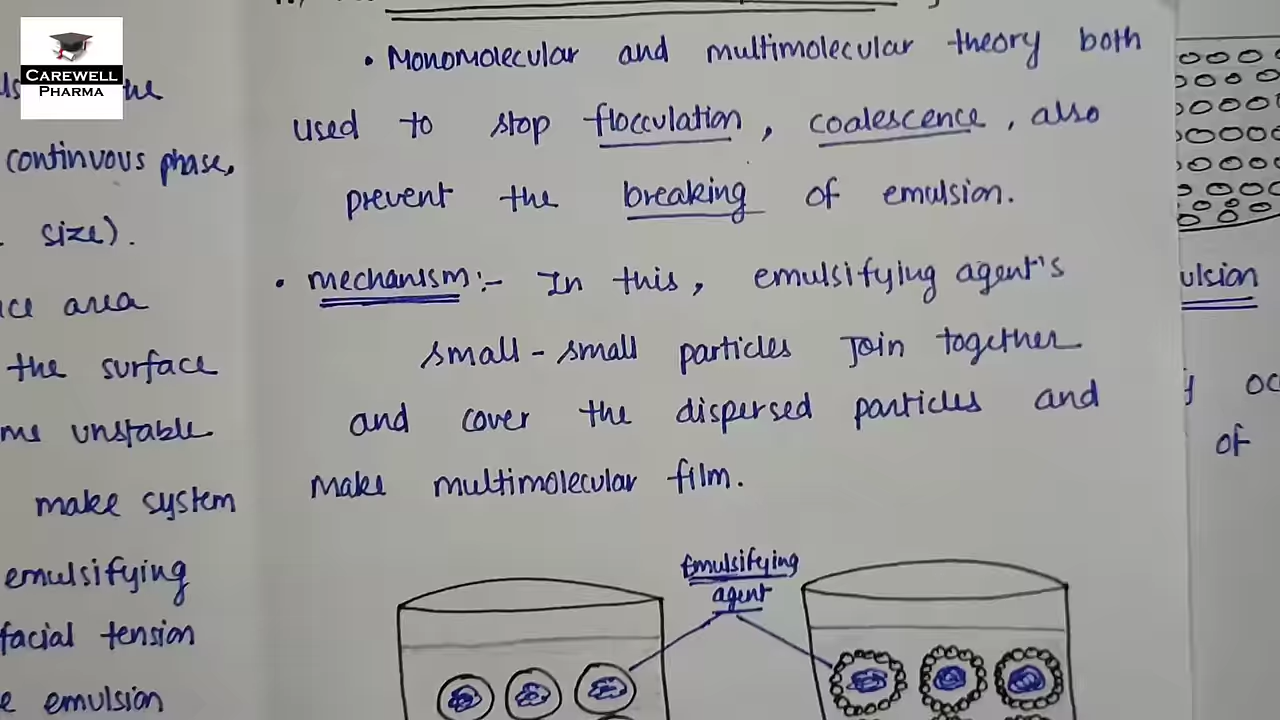 CAREWELL
PHARMA
continuous phase,
size).
area
the surface
unstable
make system
emulsifying
tension
emulsion
• Monomolecular and multimolecular theory both
used to stop flocculation, coalescence, also
prevent the breaking of emulsion.
• mechanism:- In this, emulsifying agent's
small-small particles Join together
and cover the dispersed particles and
make multimolecular film.
Emulsifying
agent
of